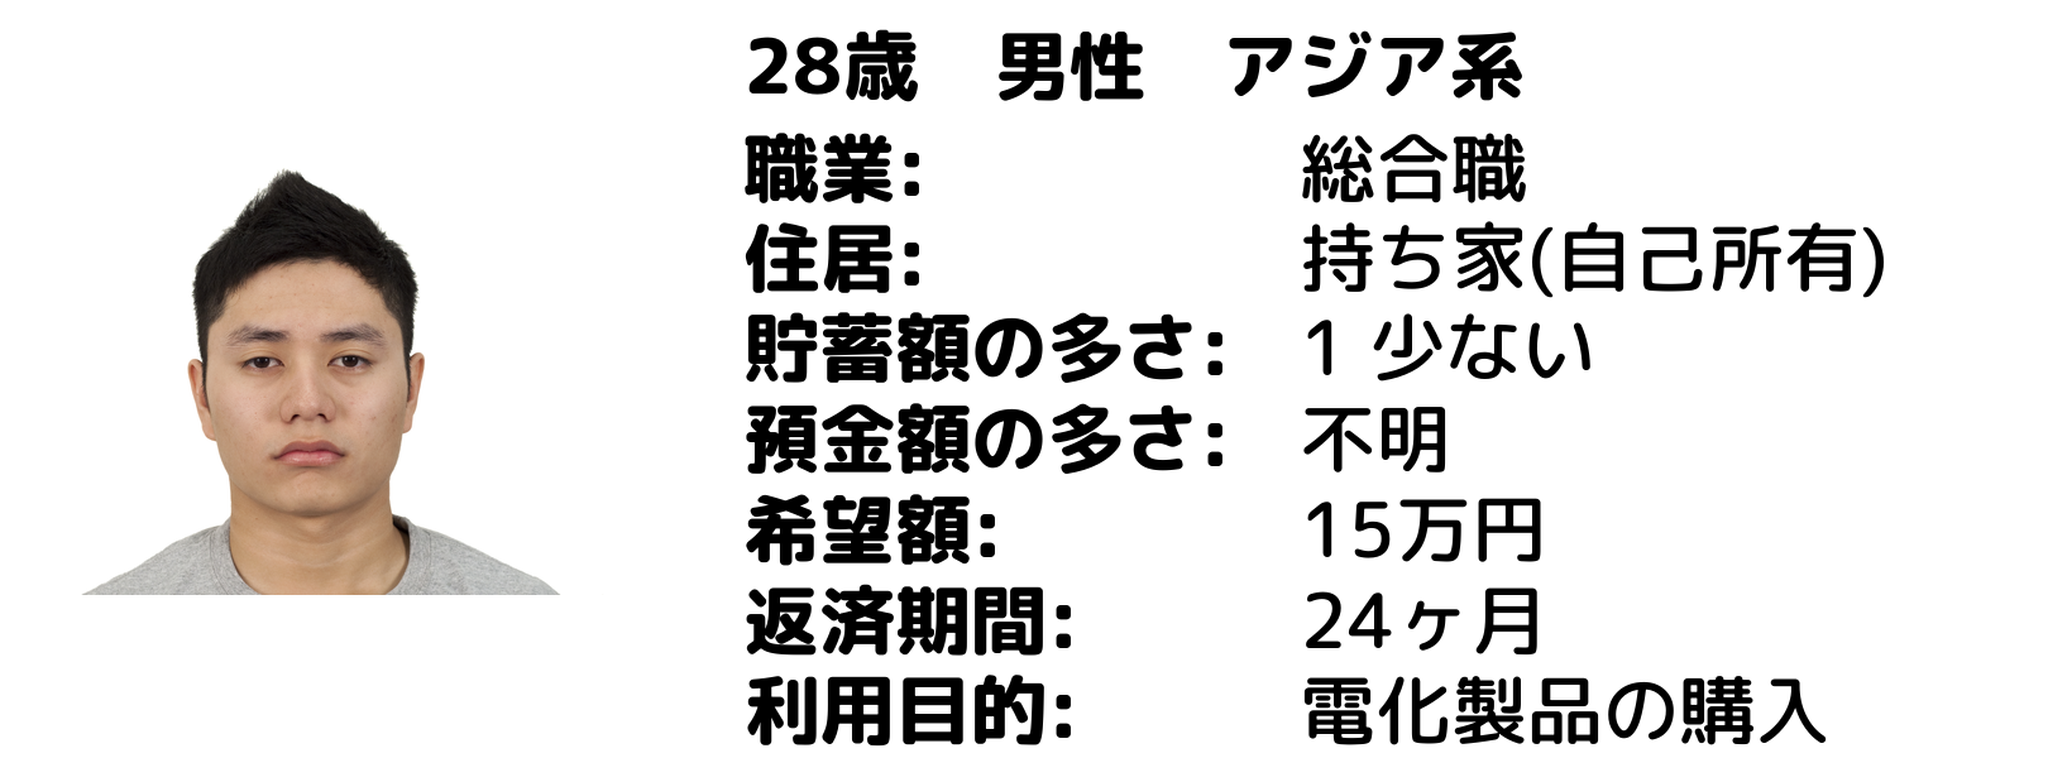 28歳　男性　アジア系
職業: 総合職
住居: 持ち家(自己所有)
貯蓄額の多さ: 1 少ない
預金額の多さ: 不明
希望額: 15万円
返済期間: 24ヶ月
利用目的: 電化製品の購入